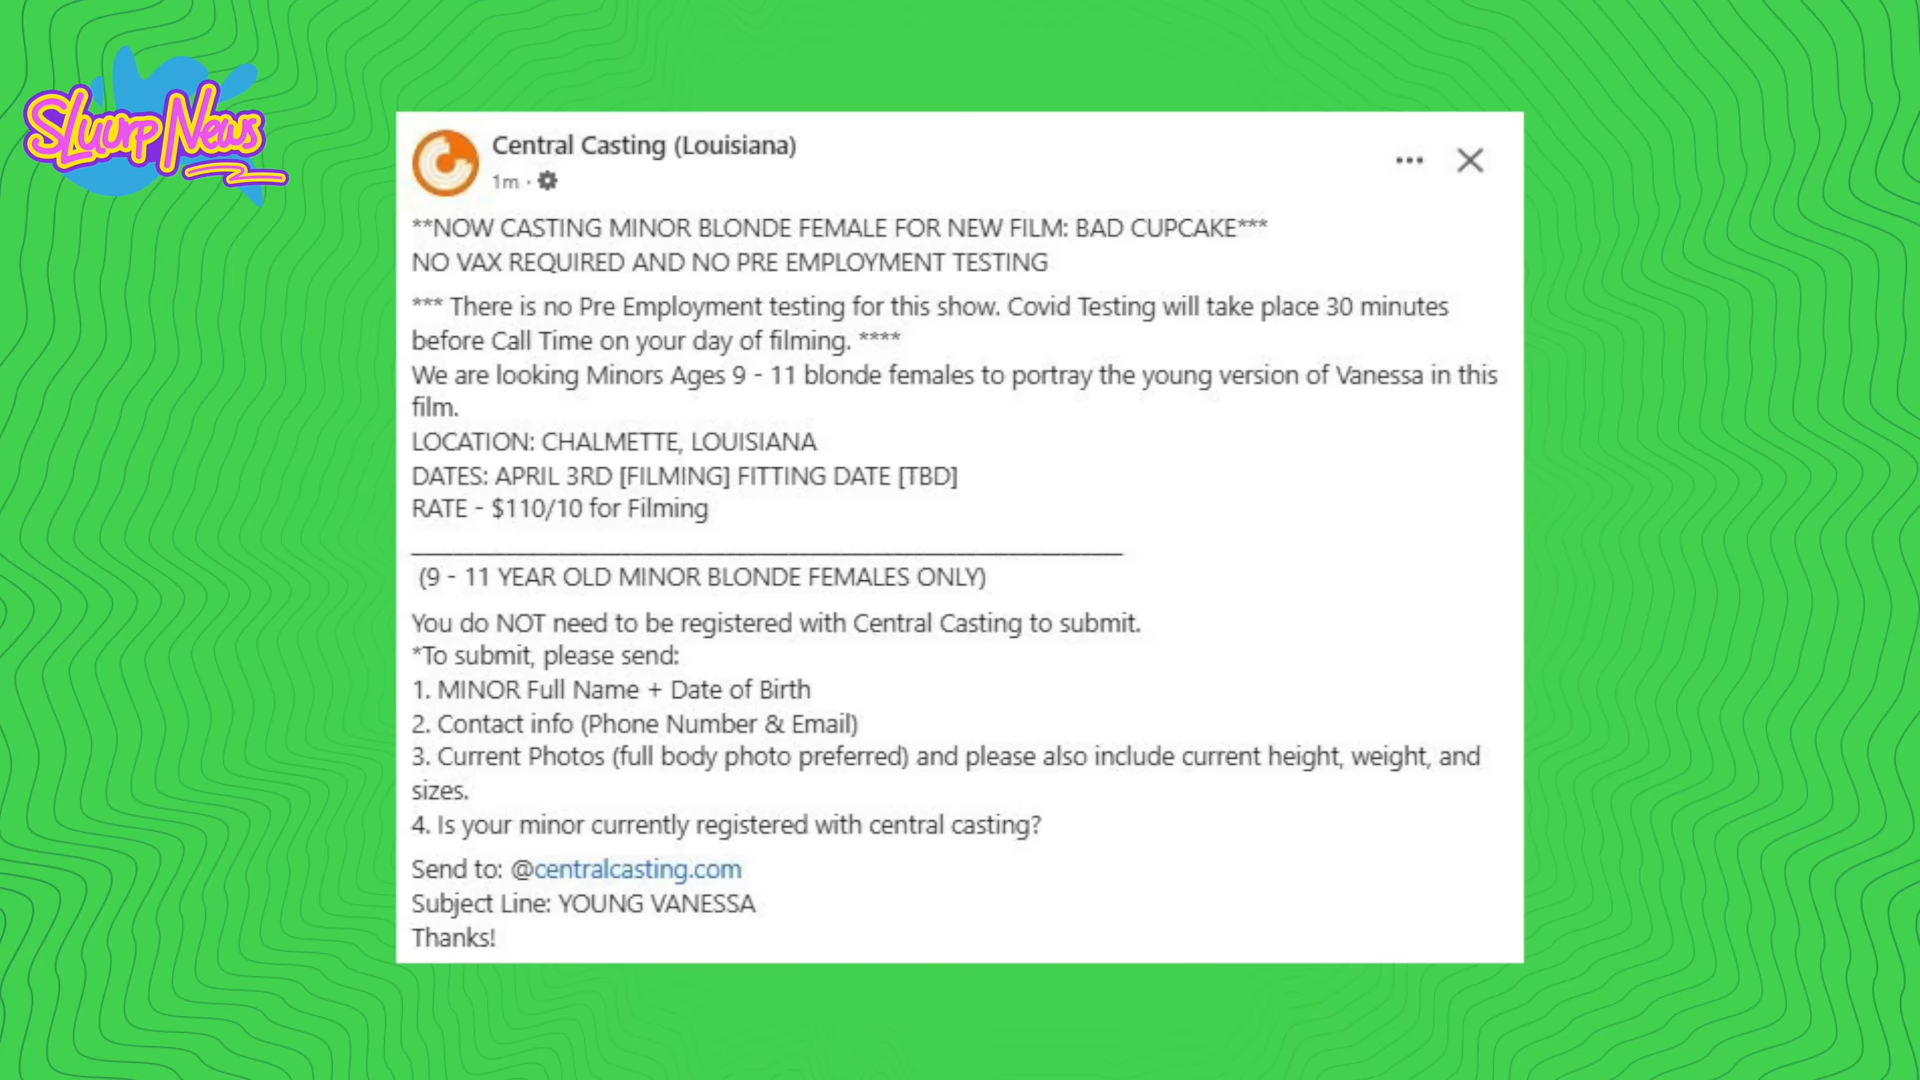 SLuurp News
Central Casting (Louisiana)
1m ·
**NOW CASTING MINOR BLONDE FEMALE FOR NEW FILM: BAD CUPCAKE***
NO VAX REQUIRED AND NO PRE EMPLOYMENT TESTING
*** There is no Pre Employment testing for this show. Covid Testing will take place 30 minutes
before Call Time on your day of filming. ****
We are looking Minors Ages 9 - 11 blonde females to portray the young version of Vanessa in this
film.
LOCATION: CHALMETTE, LOUISIANA
DATES: APRIL 3RD [FILMING] FITTING DATE [TBD]
RATE - $110/10 for Filming
(9 - 11 YEAR OLD MINOR BLONDE FEMALES ONLY)
You do NOT need to be registered with Central Casting to submit.
*To submit, please send:
1. MINOR Full Name + Date of Birth
2. Contact info (Phone Number & Email)
3. Current Photos (full body photo preferred) and please also include current height, weight, and
sizes.
4. Is your minor currently registered with central casting?
Send to: @centralcasting.com
Subject Line: YOUNG VANESSA
Thanks!